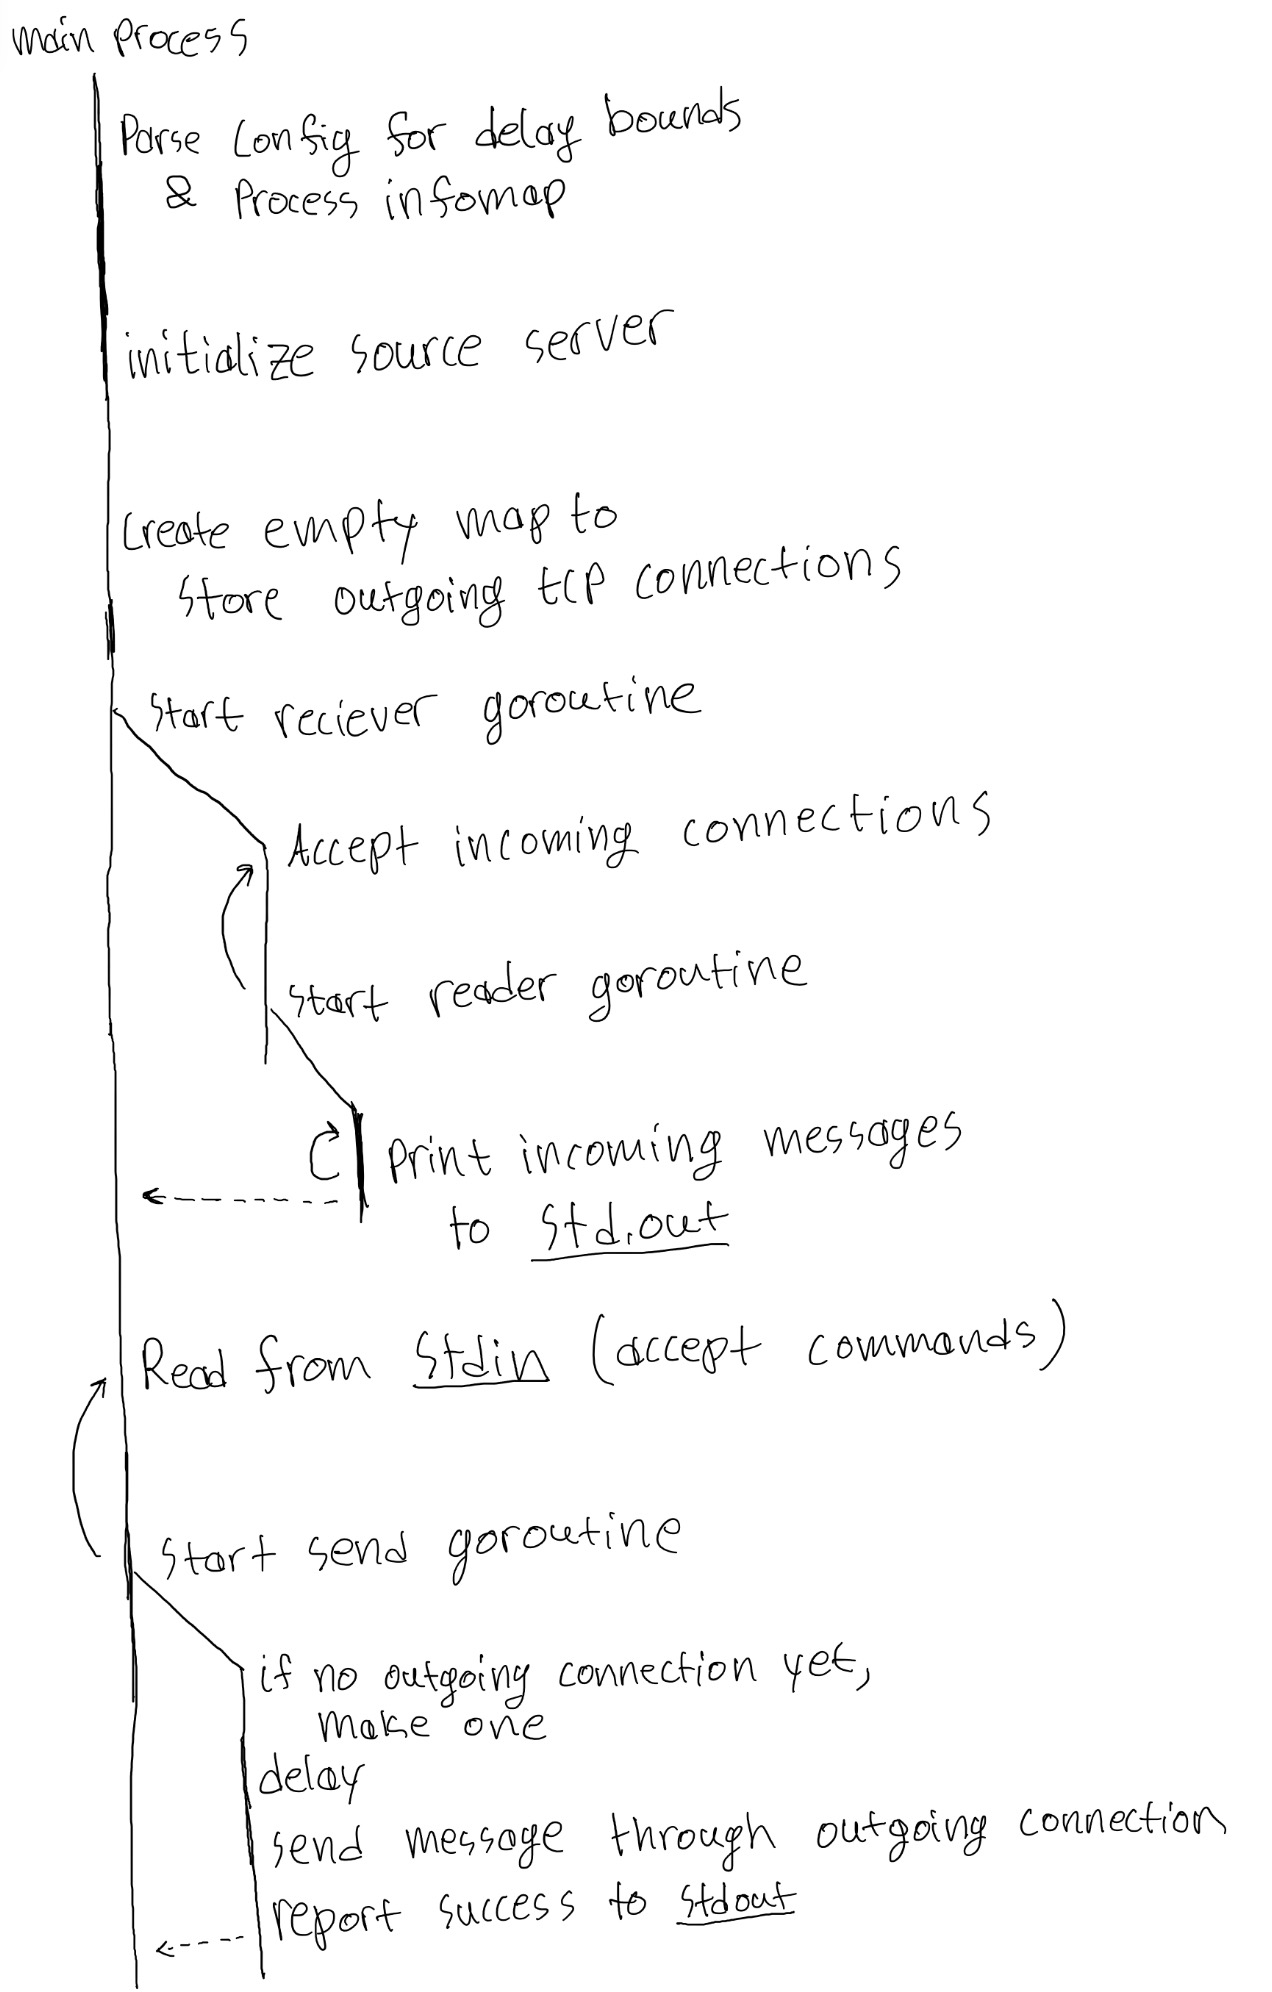 main process
Parse Config for delay bounds
& Process infomap
initialize source server
Create empty map to
Store outgoing tcp connections
Start reciever goroutine
Accept incoming connections
Start reader goroutine
Print incoming messages
to Std.out
Read from Stdin (accept commands)
Start send goroutine
if no outgoing connection yet,
make one
delay
send message through outgoing connection
report success to stdout